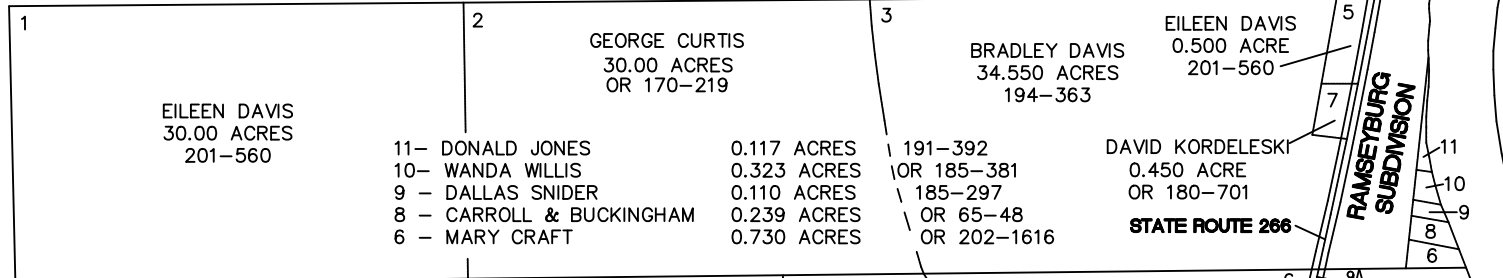 1
EILEEN DAVIS
30.00 ACRES
201-560
2
GEORGE CURTIS
30.00 ACRES
OR 170-219
3
BRADLEY DAVIS
34.550 ACRES
194-363
EILEEN DAVIS
0.500 ACRE
201-560
5
7
DAVID KORDELESKI
0.450 ACRE
OR 180-701
STATE ROUTE 266
RAMSEYBURG
SUBDIVISION
11- DONALD JONES 0.117 ACRES 191-392
10- WANDA WILLIS 0.323 ACRES OR 185-381
9 - DALLAS SNIDER 0.110 ACRES 185-297
8 - CARROLL & BUCKINGHAM 0.239 ACRES OR 65-48
6 - MARY CRAFT 0.730 ACRES OR 202-1616
11
10
9
8
6